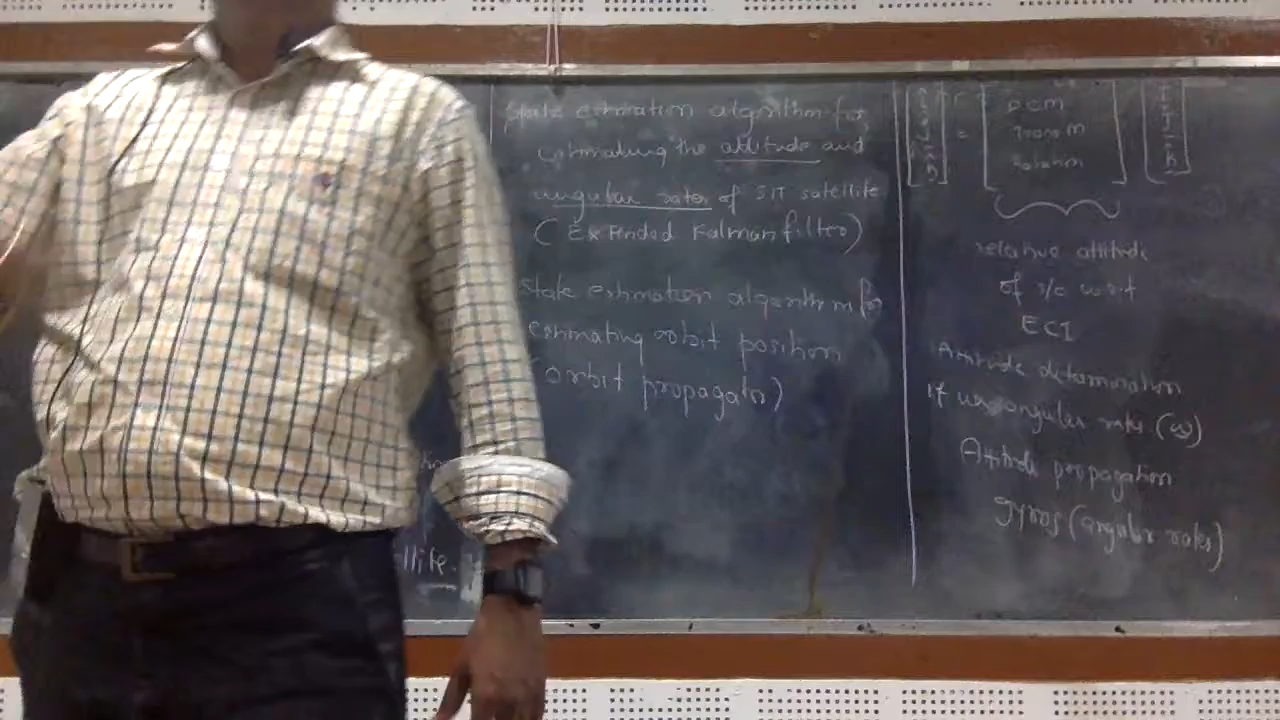 State estimation algorithm for
estimating the attitude and
angular rates of SIT satellite
(Extended Kalman filter)
State estimation algorithm for
estimating orbit position
(orbit propagator)
llite.
=
DCM
relative attitude
of s/c w.r.t
ECI
Attitude determination
angular rates (ω)
Attitude propagation
gyros (angular rates)